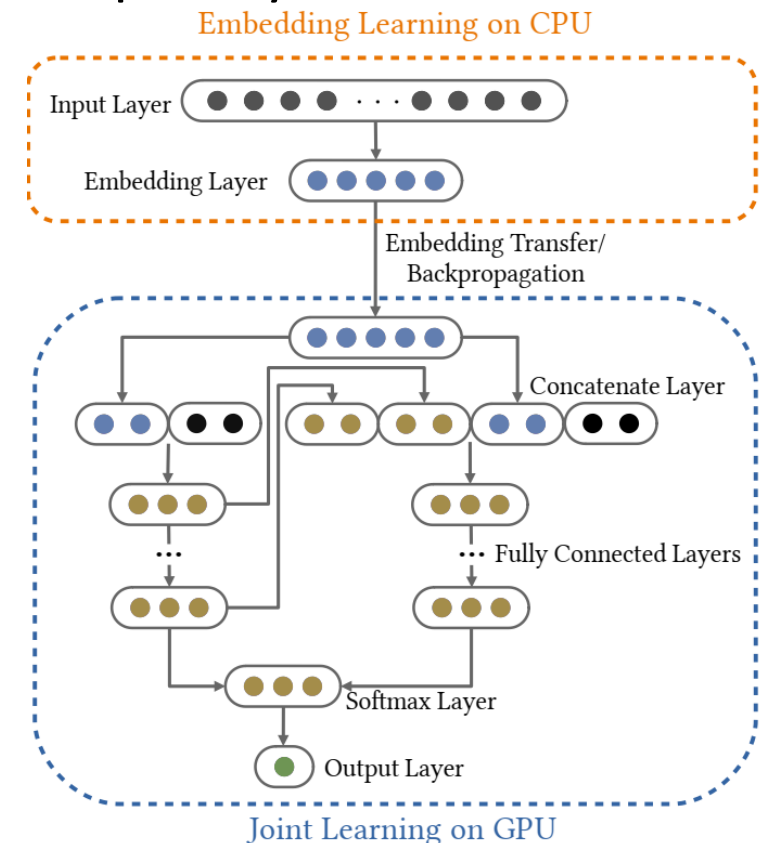 Embedding Learning on CPU
Input Layer
. . .
Embedding Layer
Embedding Transfer/
Backpropagation
Concatenate Layer
...
... Fully Connected Layers
Softmax Layer
Output Layer
Joint Learning on GPU